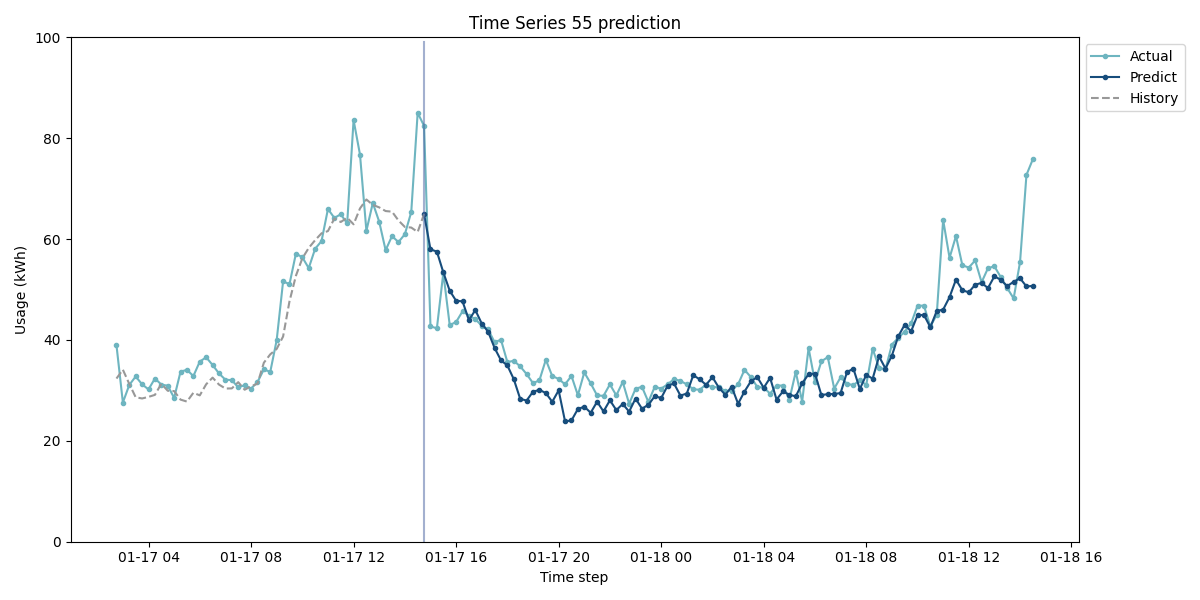 Time Series 55 prediction
100
80
60
40
20
0
Usage (kWh)
01-17 04
01-17 08
01-17 12
01-17 16
01-17 20
01-18 00
01-18 04
01-18 08
01-18 12
01-18 16
Time step
Actual
Predict
History